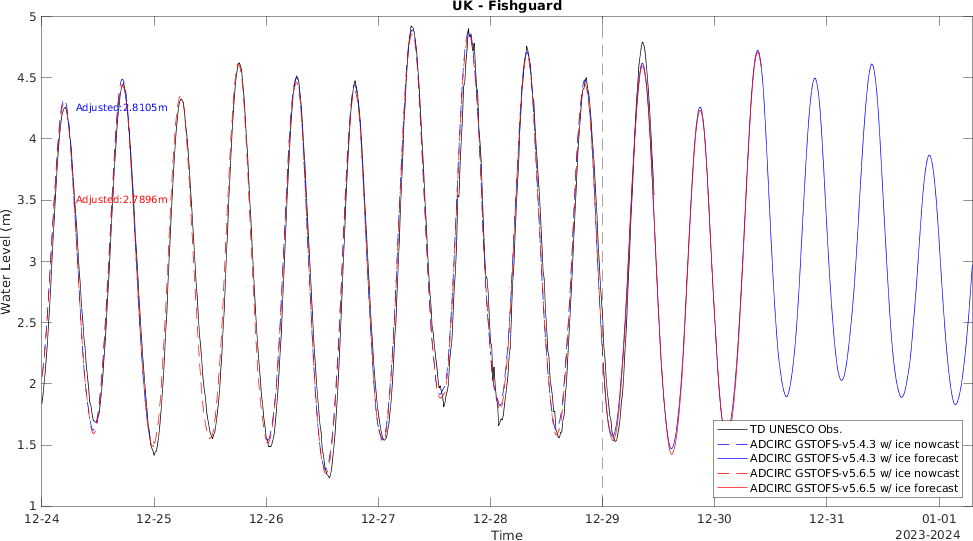 UK - Fishguard
Water Level (m)
5
4.5
4
3.5
3
2.5
2
1.5
1
Adjusted:2.8105m
Adjusted:2.7896m
TD UNESCO Obs.
ADCIRC GSTOFS-v5.4.3 w/ ice nowcast
ADCIRC GSTOFS-v5.4.3 w/ ice forecast
ADCIRC GSTOFS-v5.6.5 w/ ice nowcast
ADCIRC GSTOFS-v5.6.5 w/ ice forecast
12-24 12-25 12-26 12-27 12-28 12-29 12-30 12-31 01-01
Time
2023-2024